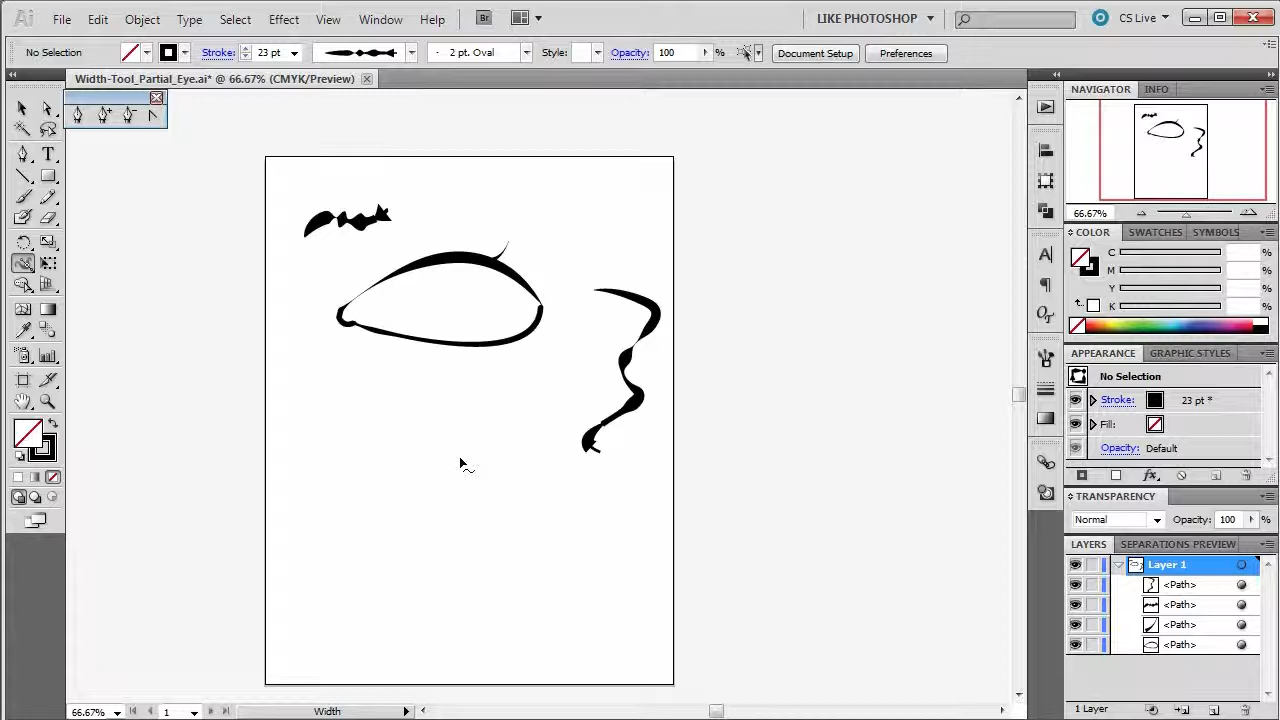 Ai File Edit Object Type Select Effect View Window Help Br LIKE PHOTOSHOP CS Live
No Selection Stroke: 23 pt 2 pt. Oval Style: Opacity: 100 % Document Setup Preferences
Width-Tool_Partial_Eye.ai* @ 66.67% (CMYK/Preview)
NAVIGATOR INFO
66.67%
COLOR SWATCHES SYMBOLS
C %
M %
Y %
K %
APPEARANCE GRAPHIC STYLES
No Selection
Stroke: 23 pt *
Fill:
Opacity: Default
TRANSPARENCY
Normal Opacity: 100 %
LAYERS SEPARATIONS PREVIEW
Layer 1
<Path>
<Path>
<Path>
<Path>
1 Layer
66.67% 1 Width